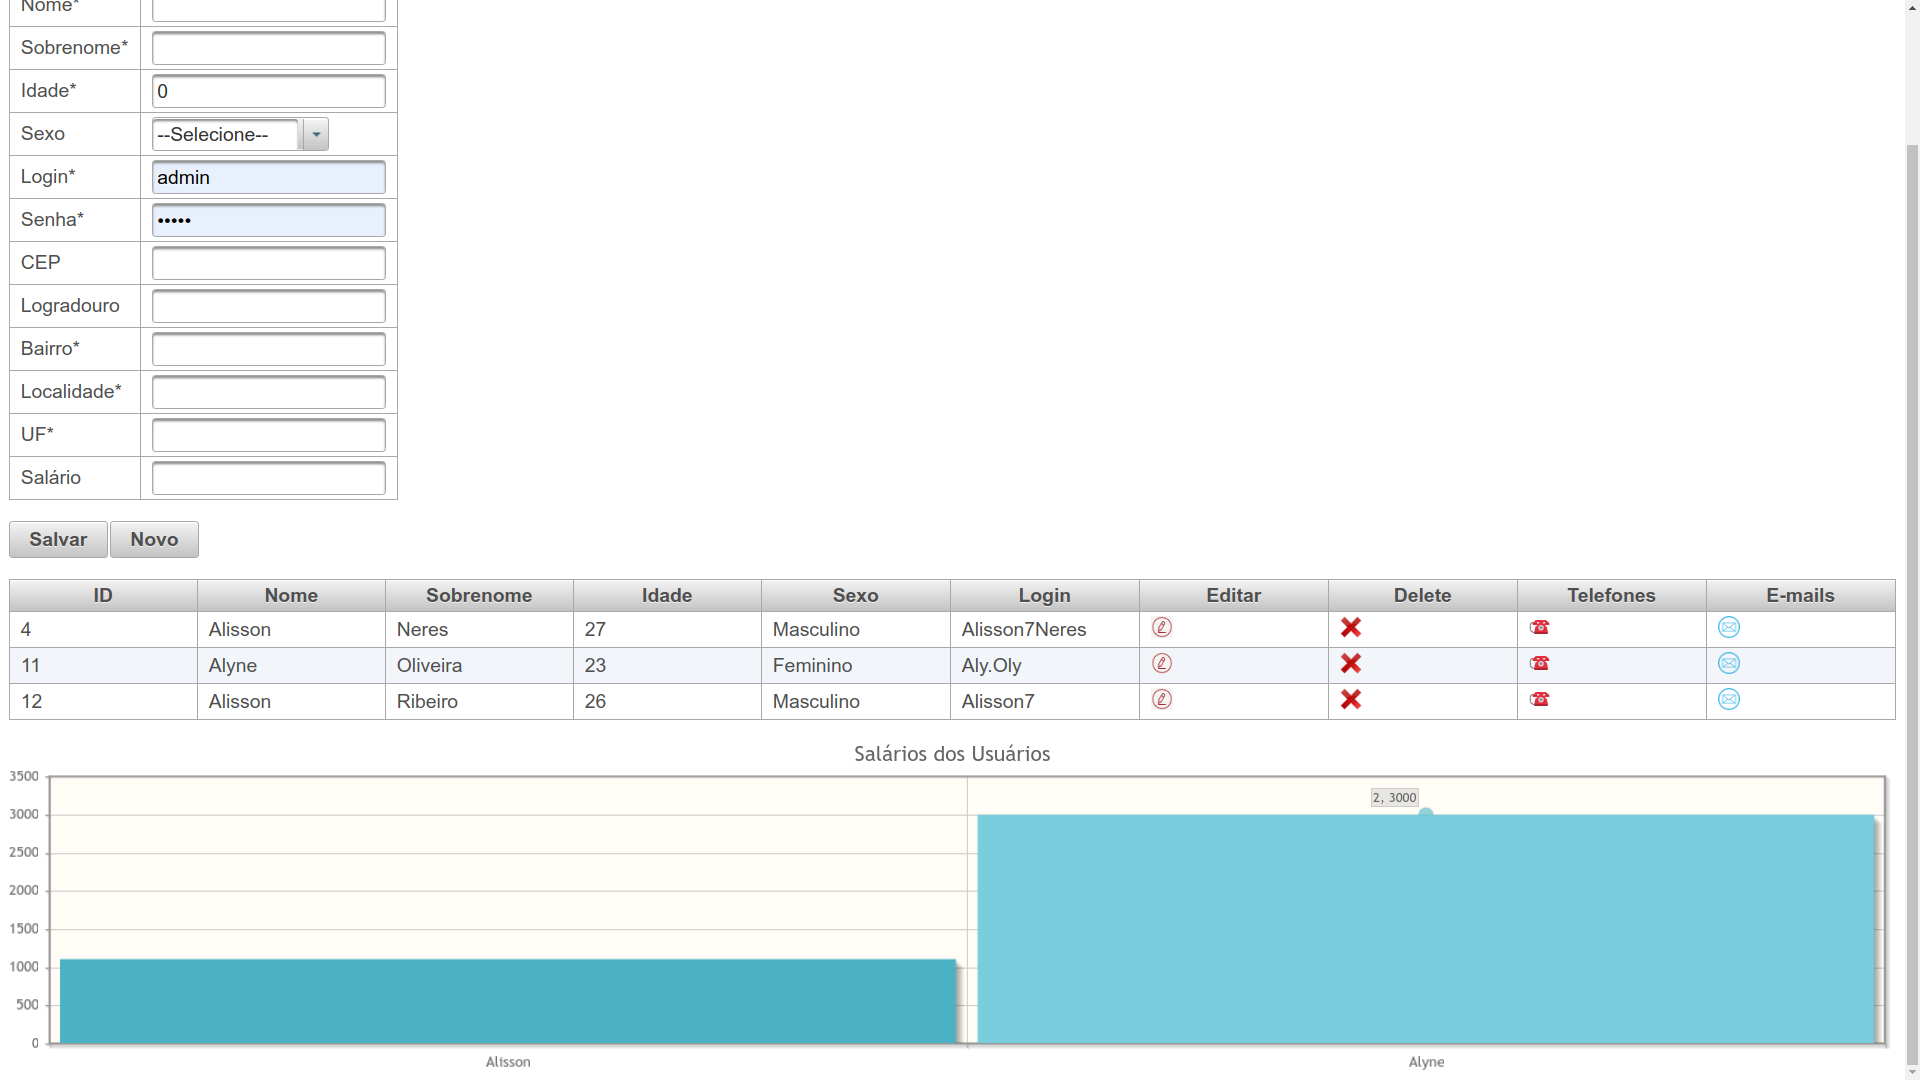 Nome*
Sobrenome*
Idade* 0
Sexo --Selecione--
Login* admin
Senha* •••••
CEP
Logradouro
Bairro*
Localidade*
UF*
Salário
Salvar Novo
ID Nome Sobrenome Idade Sexo Login Editar Delete Telefones E-mails
4 Alisson Neres 27 Masculino Alisson7Neres
11 Alyne Oliveira 23 Feminino Aly.Oly
12 Alisson Ribeiro 26 Masculino Alisson7
Salários dos Usuários
3500
2, 3000
3000
2500
2000
1500
1000
500
0
Alisson Alyne